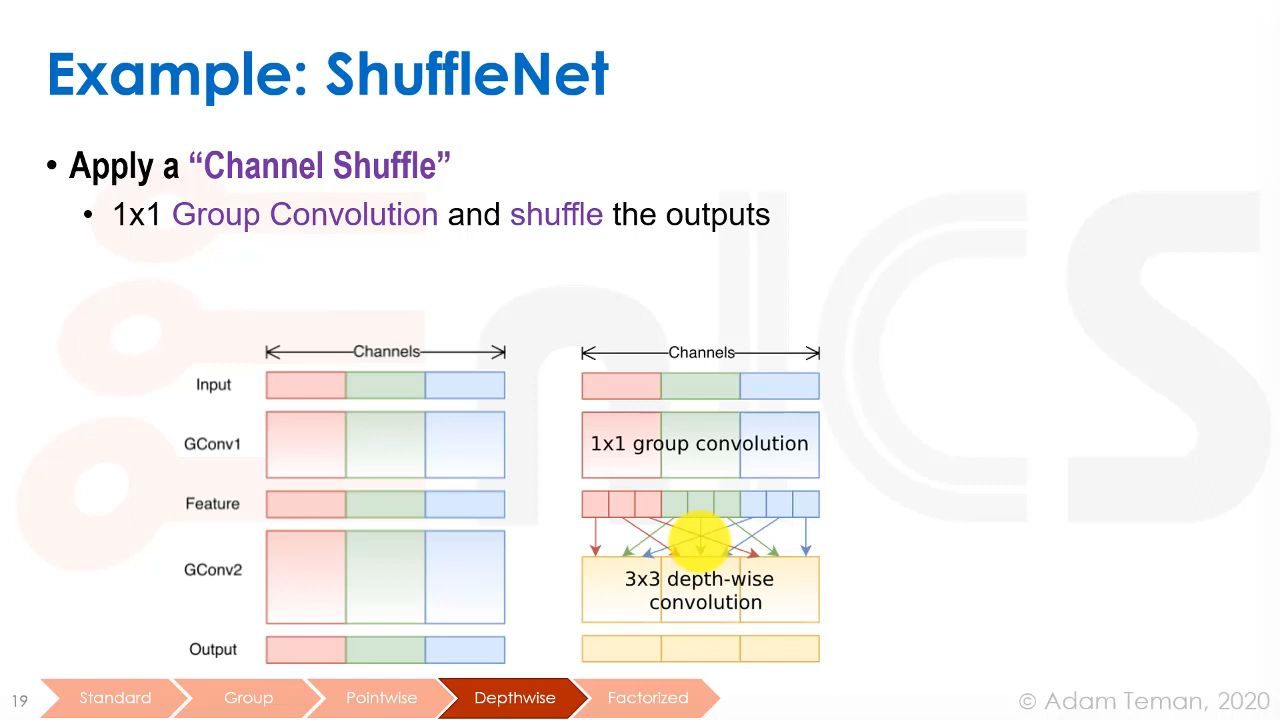 Example: ShuffleNet
• Apply a “Channel Shuffle”
• 1x1 Group Convolution and shuffle the outputs
Channels
Input
GConv1
Feature
GConv2
Output
Channels
1x1 group convolution
3x3 depth-wise
convolution
19
Standard
Group
Pointwise
Depthwise
Factorized
© Adam Teman, 2020
nICS